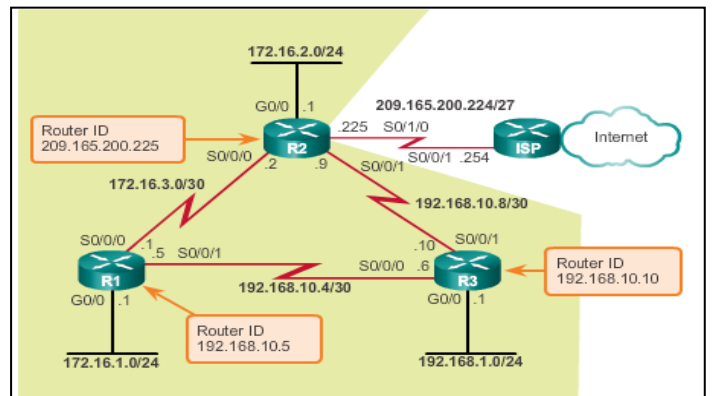 172.16.2.0/24
G0/0 .1
209.165.200.224/27
Router ID
209.165.200.225
.225 S0/1/0
Internet
R2
ISP
S0/0/0
.2
.9
S0/0/1
S0/0/1 .254
172.16.3.0/30
192.168.10.8/30
S0/0/0
.1
.5
S0/0/1
.10
S0/0/1
S0/0/0
.6
R1
R3
Router ID
192.168.10.10
192.168.10.4/30
G0/0 .1
G0/0 .1
Router ID
192.168.10.5
172.16.1.0/24
192.168.1.0/24